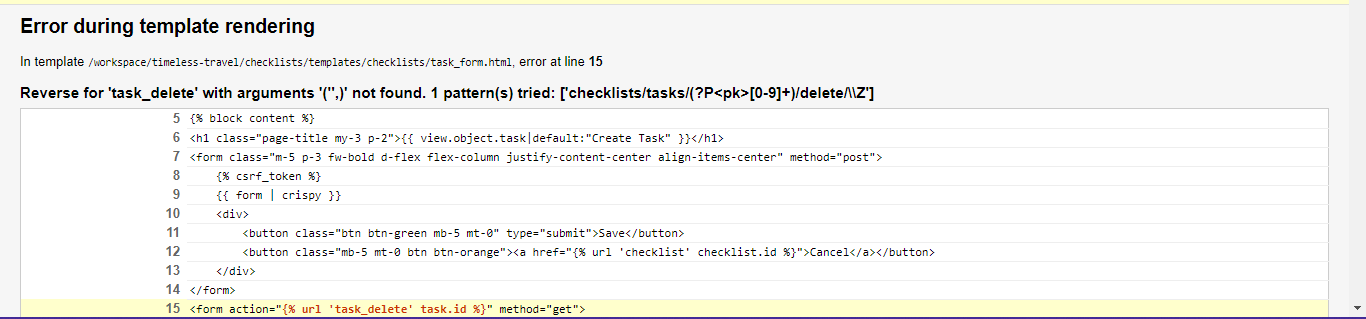 Error during template rendering
In template /workspace/timeless-travel/checklists/templates/checklists/task_form.html, error at line 15
Reverse for 'task_delete' with arguments '('',)' not found. 1 pattern(s) tried: ['checklists/tasks/(?P<pk>[0-9]+)/delete/\\Z']
5 {% block content %}
6 <h1 class="page-title my-3 p-2">{{ view.object.task|default:"Create Task" }}</h1>
7 <form class="m-5 p-3 fw-bold d-flex flex-column justify-content-center align-items-center" method="post">
8 {% csrf_token %}
9 {{ form | crispy }}
10 <div>
11 <button class="btn btn-green mb-5 mt-0" type="submit">Save</button>
12 <button class="mb-5 mt-0 btn btn-orange"><a href="{% url 'checklist' checklist.id %}">Cancel</a></button>
13 </div>
14 </form>
15 <form action="{% url 'task_delete' task.id %}" method="get">